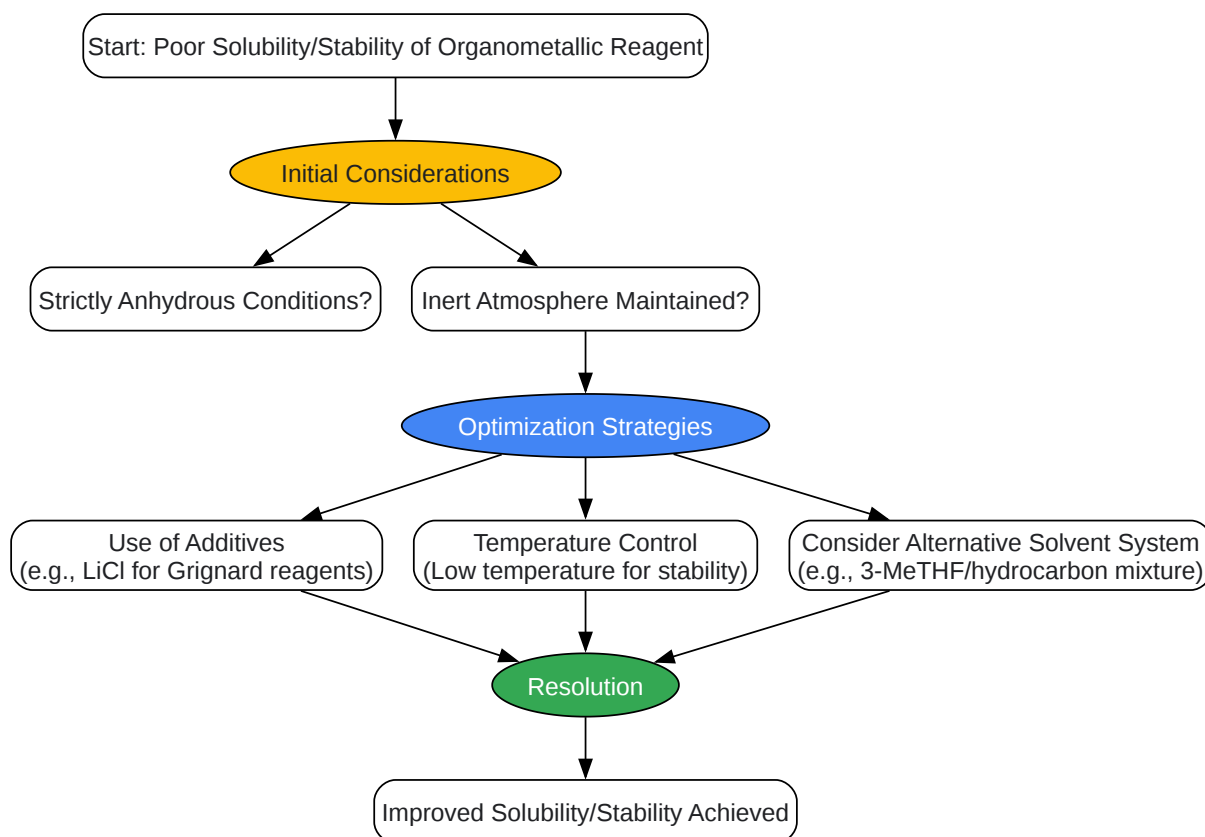 Start: Poor Solubility/Stability of Organometallic Reagent
Initial Considerations
Strictly Anhydrous Conditions?
Inert Atmosphere Maintained?
Optimization Strategies
Use of Additives
(e.g., LiCl for Grignard reagents)
Temperature Control
(Low temperature for stability)
Consider Alternative Solvent System
(e.g., 3-MeTHF/hydrocarbon mixture)
Resolution
Improved Solubility/Stability Achieved